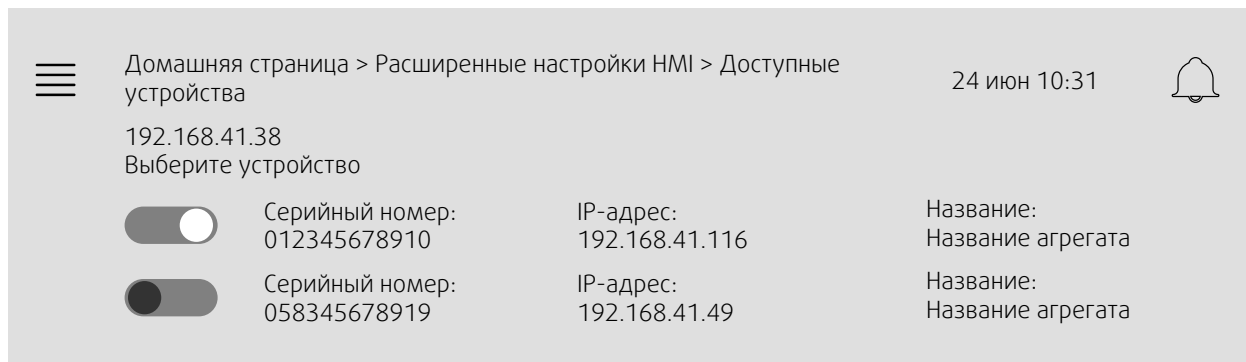 Домашняя страница > Расширенные настройки HMI > Доступные
устройства
24 июн 10:31
192.168.41.38
Выберите устройство
Серийный номер:
012345678910
IP-адрес:
192.168.41.116
Название:
Название агрегата
Серийный номер:
058345678919
IP-адрес:
192.168.41.49
Название:
Название агрегата